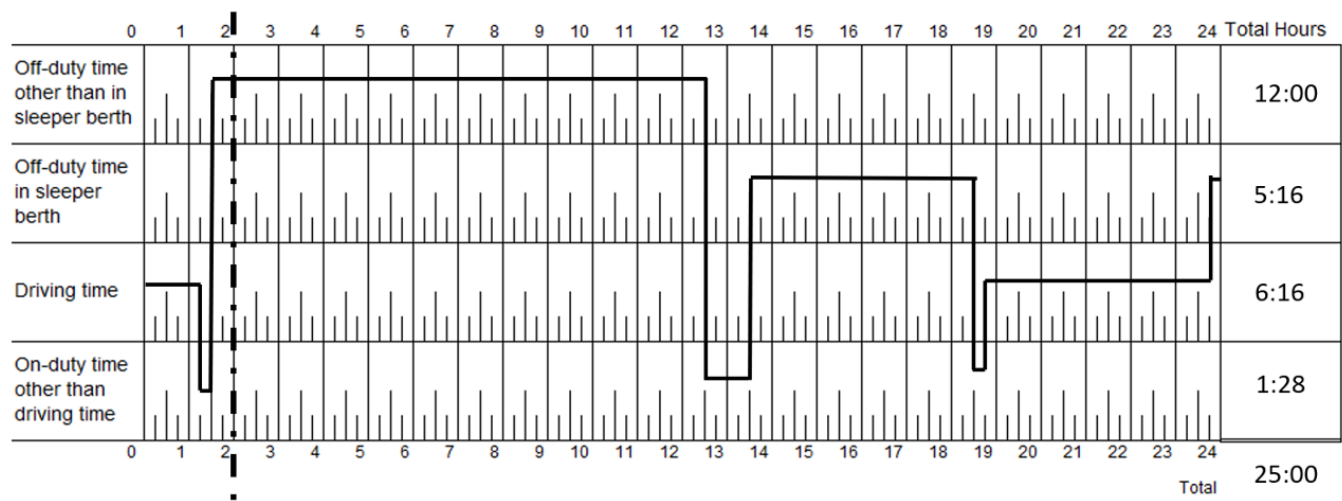 0 1 2 3 4 5 6 7 8 9 10 11 12 13 14 15 16 17 18 19 20 21 22 23 24 Total Hours
Off-duty time
other than in
sleeper berth
12:00
Off-duty time
in sleeper
berth
5:16
Driving time
6:16
On-duty time
other than
driving time
1:28
0 1 2 3 4 5 6 7 8 9 10 11 12 13 14 15 16 17 18 19 20 21 22 23 24
Total
25:00